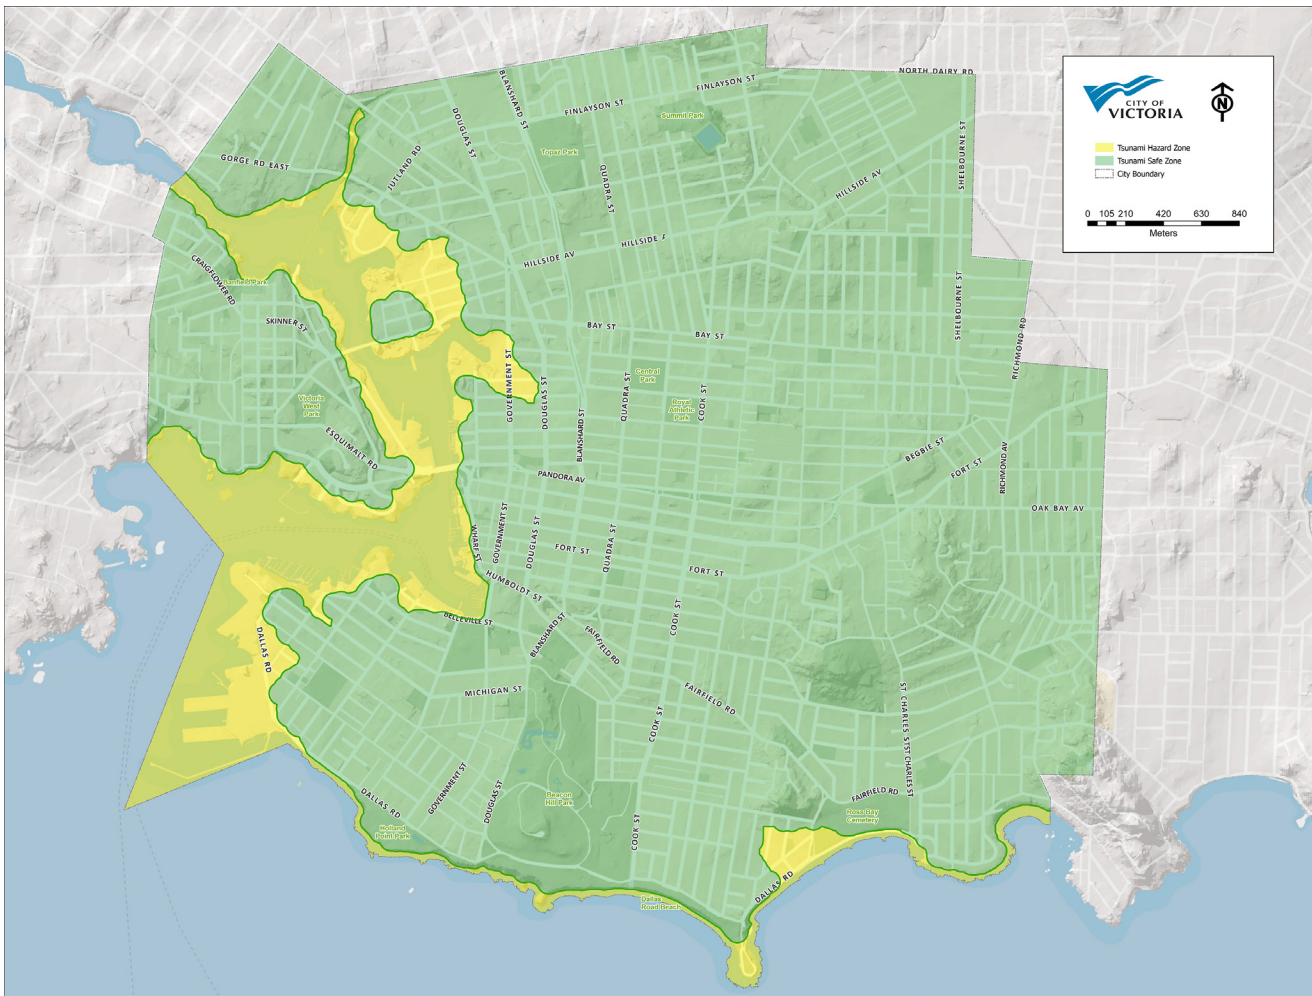 NORTH DAIRY RD
CITY OF
VICTORIA
N
Tsunami Hazard Zone
Tsunami Safe Zone
City Boundary
0 105 210 420 630 840
Meters
BLANSHARD ST
DOUGLAS ST
FINLAYSON ST
FINLAYSON ST
Summit Park
Topaz Park
GORGE RD EAST
JUTLAND RD
QUADRA ST
HILLSIDE AV
SHELBOURNE ST
HILLSIDE AV
HILLSIDE A
CRAIGFLOWER RD
Banfield Park
SKINNER ST
BAY ST
BAY ST
SHELBOURNE ST
RICHMOND RD
GOVERNMENT ST
DOUGLAS ST
Central
Park
QUADRA ST
COOK ST
Royal
Athletic
Park
Victoria
West
Park
BLANSHARD ST
ESQUIMALT RD
BEGBIE ST
FORT ST
RICHMOND AV
PANDORA AV
OAK BAY AV
WHARF ST
GOVERNMENT ST
DOUGLAS ST
FORT ST
QUADRA ST
FORT ST
HUMBOLDT ST
COOK ST
BELLEVILLE ST
BLANSHARD ST
FAIRFIELD RD
DALLAS RD
MICHIGAN ST
FAIRFIELD RD
ST CHARLES ST
ST CHARLES ST
COOK ST
GOVERNMENT ST
DOUGLAS ST
DALLAS RD
Beacon
Hill Park
FAIRFIELD RD
Ross Bay
Cemetery
Holland
Point Park
COOK ST
DALLAS RD
Dallas
Road Beach